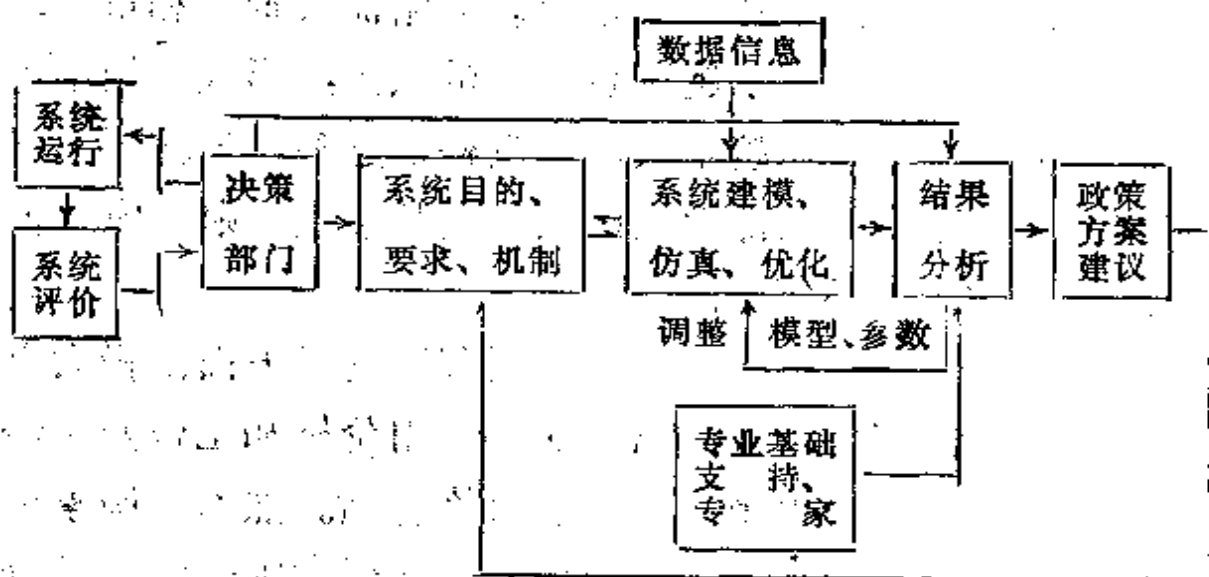 数据信息
系统
运行
系统
评价
决策
部门
系统目的、
要求、机制
系统建模、
仿真、优化
结果
分析
政策
方案
建议
调整 模型、参数
专业基础
支 持、
专 家